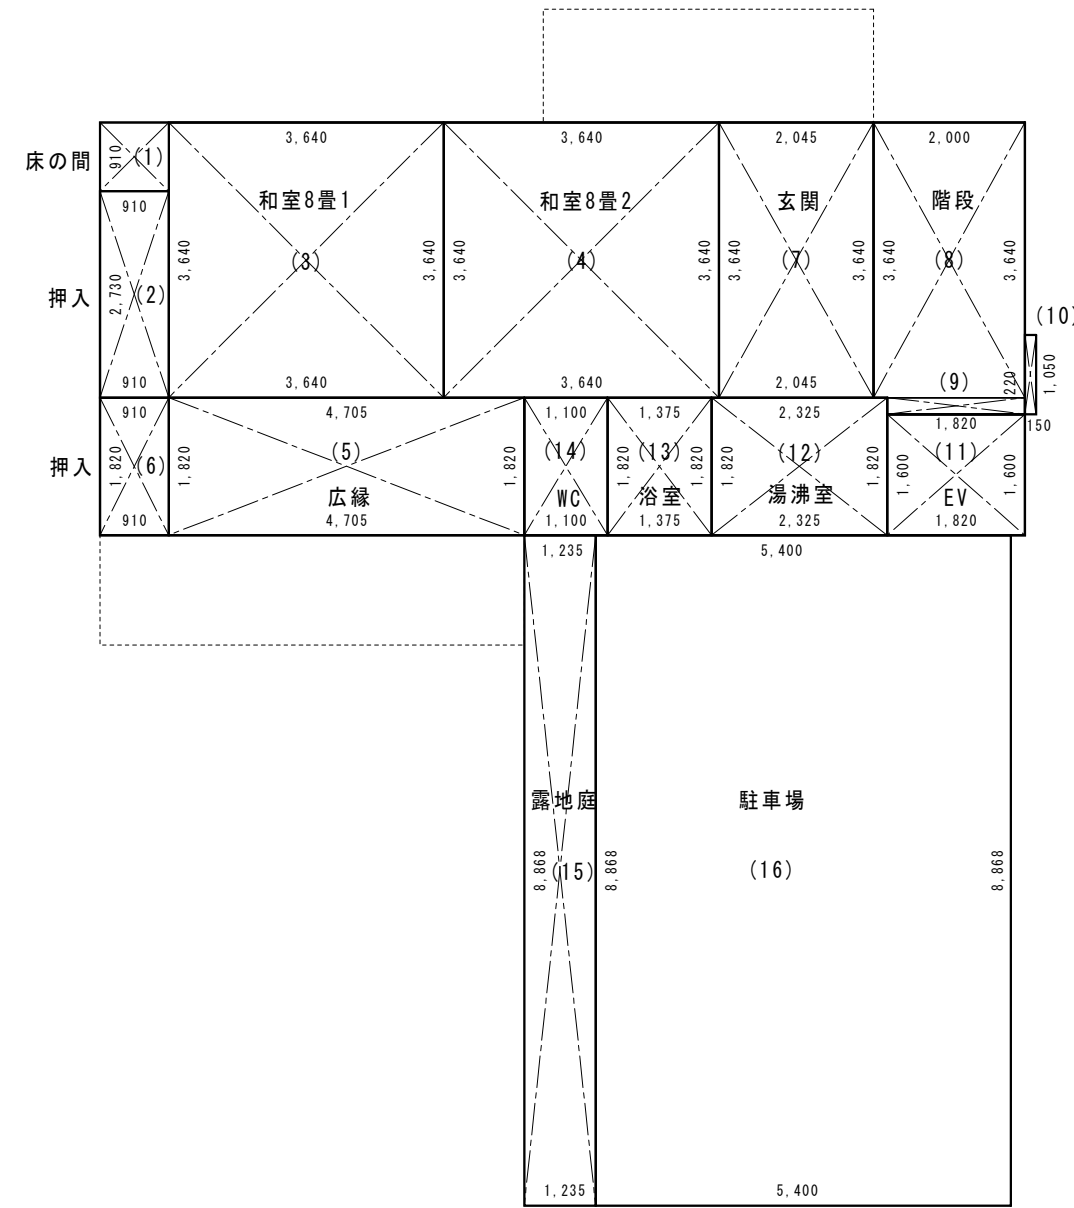 3,640 3,640 2,045 2,000
床の間 910 (1)
910
和室8畳1 和室8畳2 玄関 階段
3,640 3,640 3,640 3,640 3,640 3,640 3,640
(3) (4) (7) (8)
押入 2,730 (2)
(10)
1,050
910 3,640 3,640 2,045 (9) 220
910 4,705 1,100 1,375 2,325 1,820 150
押入 1,820 (6) 1,820 (5) 1,820 (14) 1,820 (13) 1,820 1,820 (12) 1,820 1,600 (11) 1,600
広縁 WC 浴室 湯沸室 EV
910 4,705 1,100 1,375 2,325 1,820
1,235 5,400
露地庭 駐車場
8,868 (15) 8,868 (16) 8,868
1,235 5,400